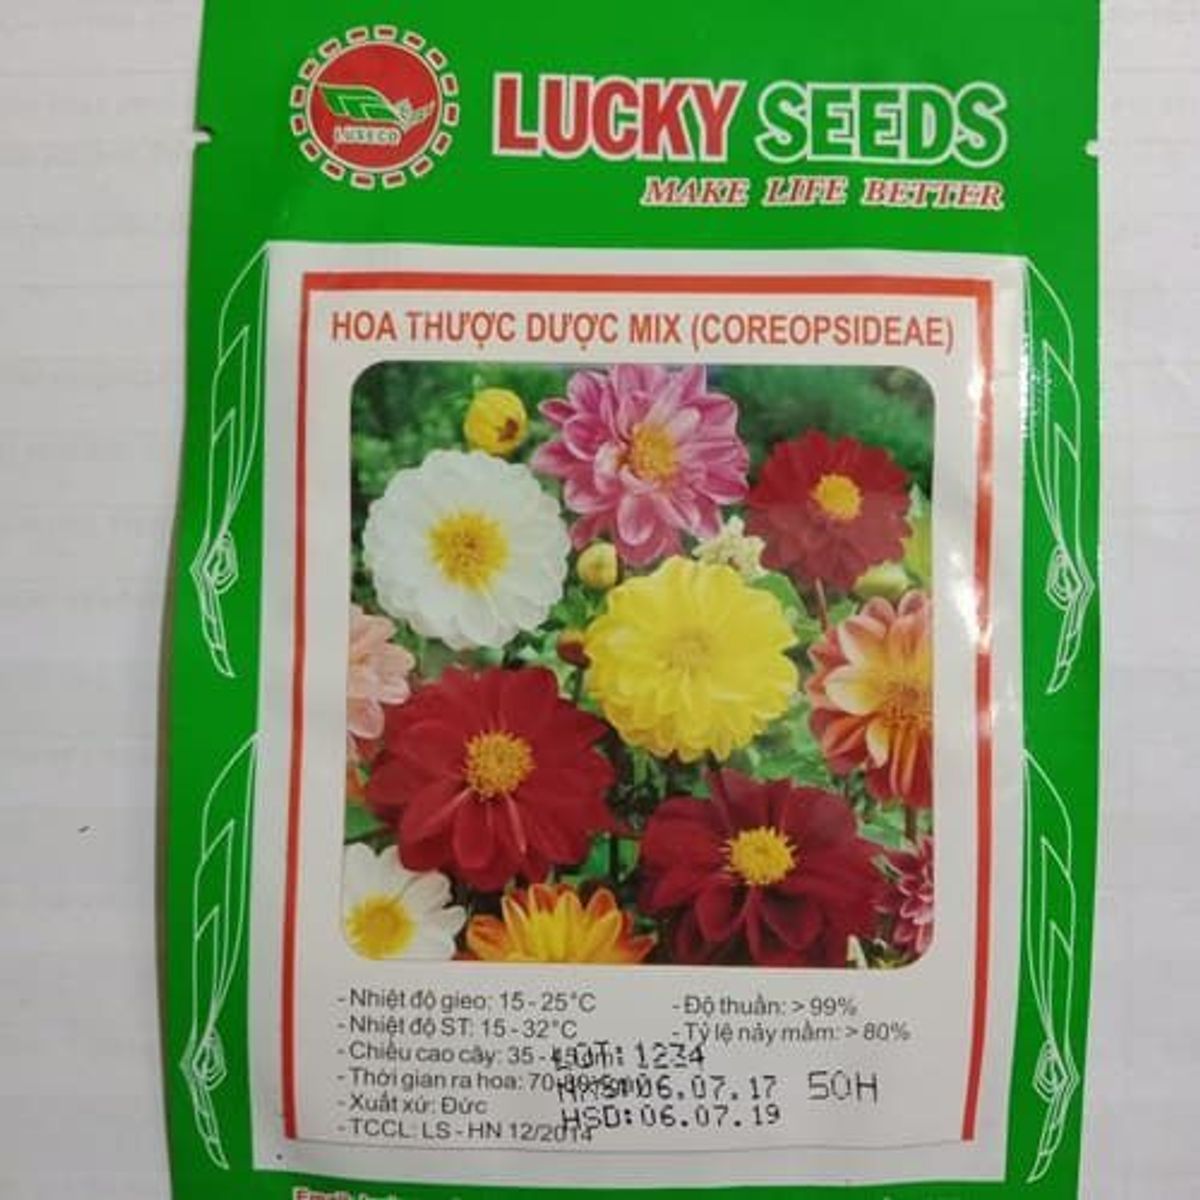 LUXECO
LUCKY SEEDS
MAKE LIFE BETTER
HOA THƯỢC DƯỢC MIX (COREOPSIDEAE)
- Nhiệt độ gieo: 15 - 25°C
- Độ thuần: > 99%
- Nhiệt độ ST: 15 - 32°C
- Tỷ lệ nảy mầm: > 80%
- Chiều cao cây: 35 -
LOT: 1234
- Thời gian ra hoa:
06.07.17 50H
- Xuất xứ: Đức
HSD: 06.07.19
- TCCL: LS - HN 12/2014